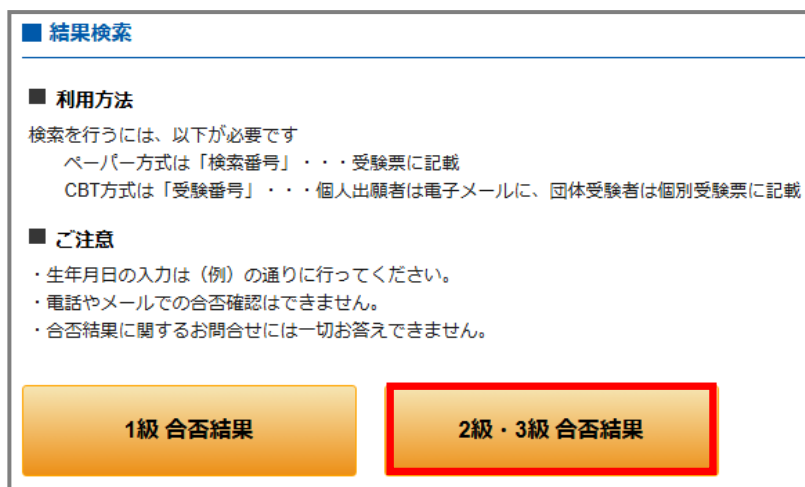 結果検索
利用方法
検索を行うには、以下が必要です
ペーパー方式は「検索番号」・・・受験票に記載
CBT方式は「受験番号」・・・個人出願者は電子メールに、団体受験者は個別受験票に記載
ご注意
・生年月日の入力は（例）の通りに行ってください。
・電話やメールでの合否確認はできません。
・合否結果に関するお問合せには一切お答えできません。
1級 合否結果
2級・3級 合否結果